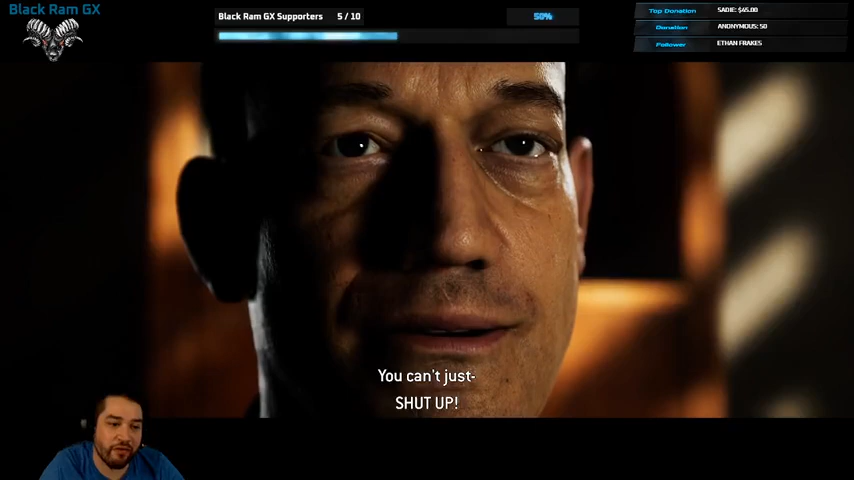 Black Ram GX
Black Ram GX Supporters 5 / 10
50%
Top Donation SADIE: $65.00
Donation ANONYMOUS: 50
Follower ETHAN FRAKES
You can't just-
SHUT UP!